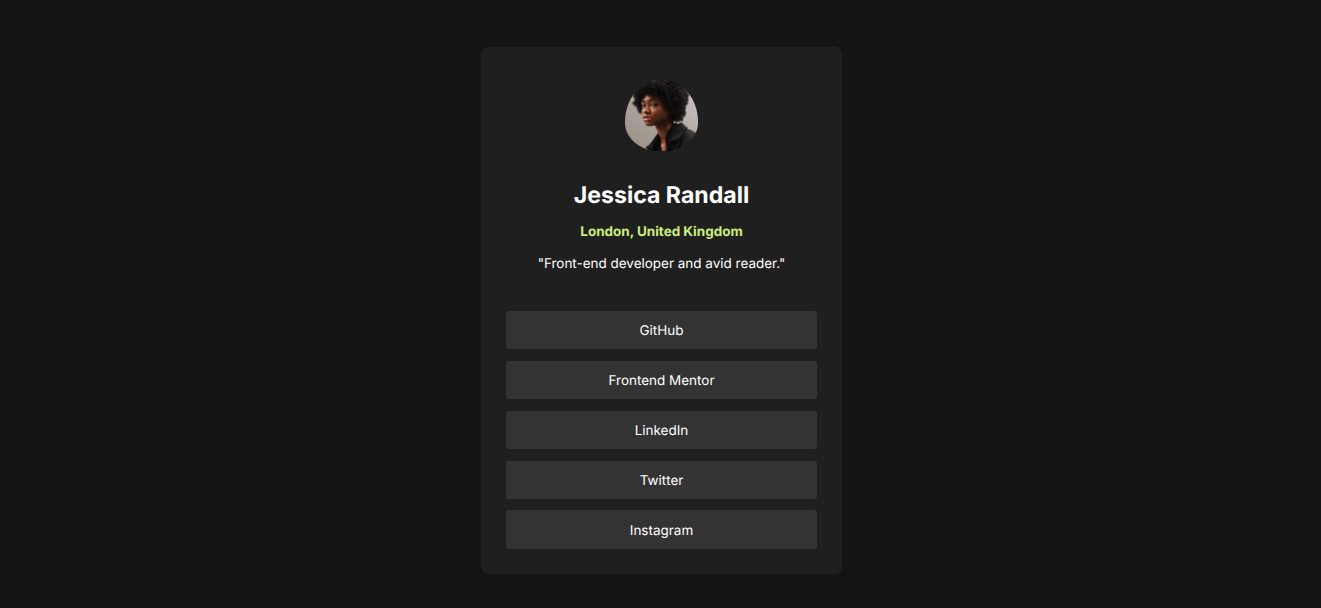 Jessica Randall
London, United Kingdom
"Front-end developer and avid reader."
GitHub
Frontend Mentor
LinkedIn
Twitter
Instagram